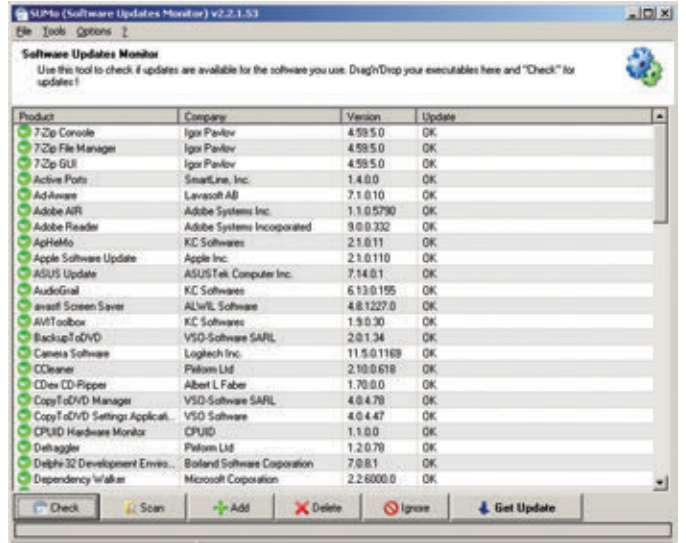 SUMo (Software Updates Monitor) v2.2.1.53
File Tools Options ?
Software Updates Monitor
Use this tool to check if updates are available for the software you use. Drag'n'Drop your executables here and "Check" for
updates !
Product Company Version Update
7-Zip Console Igor Pavlov 4.59.5.0 OK
7-Zip File Manager Igor Pavlov 4.59.5.0 OK
7-Zip GUI Igor Pavlov 4.59.5.0 OK
Active Ports SmartLine, Inc. 1.4.0.0 OK
Ad-Aware Lavasoft AB 7.1.0.10 OK
Adobe AIR Adobe Systems Inc. 1.1.0.5790 OK
Adobe Reader Adobe Systems Incorporated 9.0.0.332 OK
ApHeMo KC Softwares 2.1.0.11 OK
Apple Software Update Apple Inc. 2.1.0.110 OK
ASUS Update ASUSTek Computer Inc. 7.14.0.1 OK
AudioGrail KC Softwares 6.13.0.155 OK
avast! Screen Saver ALWIL Software 4.8.1227.0 OK
AVIToolbox KC Softwares 1.9.0.30 OK
BackupToDVD VSO-Software SARL 2.0.1.34 OK
Camera Software Logitech Inc. 11.5.0.1169 OK
CCleaner Piriform Ltd 2.10.0.618 OK
CDex CD-Ripper Albert L Faber 1.70.0.0 OK
CopyToDVD Manager VSO-Software SARL 4.0.4.78 OK
CopyToDVD Settings Applicati... VSO Software 4.0.4.47 OK
CPUID Hardware Monitor CPUID 1.1.0.0 OK
Defraggler Piriform Ltd 1.2.0.78 OK
Delphi-32 Development Enviro... Borland Software Corporation 7.0.8.1 OK
Dependency Walker Microsoft Corporation 2.2.6000.0 OK
Check Scan Add Delete Ignore Get Update